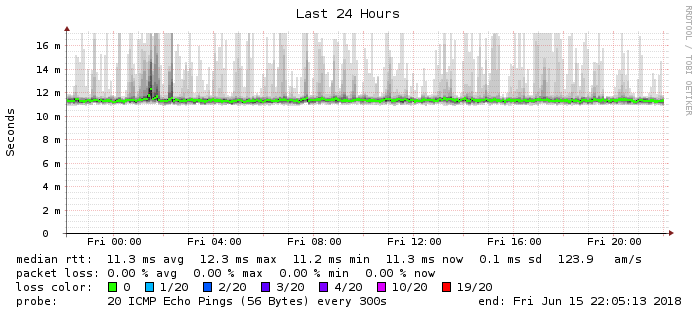 Last 24 Hours
RRDTOOL / TOBI OETIKER
Seconds
16 m
14 m
12 m
10 m
8 m
6 m
4 m
2 m
0
Fri 00:00 Fri 04:00 Fri 08:00 Fri 12:00 Fri 16:00 Fri 20:00
median rtt: 11.3 ms avg 12.3 ms max 11.2 ms min 11.3 ms now 0.1 ms sd 123.9 am/s
packet loss: 0.00 % avg 0.00 % max 0.00 % min 0.00 % now
loss color: 0 1/20 2/20 3/20 4/20 10/20 19/20
probe: 20 ICMP Echo Pings (56 Bytes) every 300s end: Fri Jun 15 22:05:13 2018